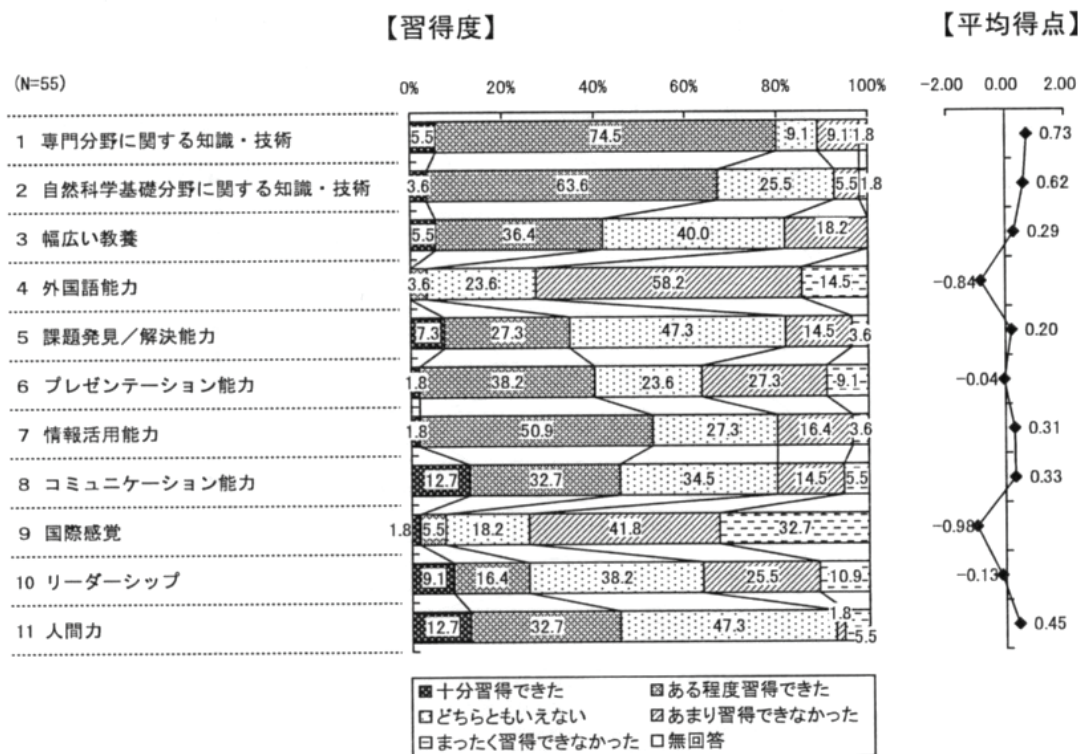 【習得度】 【平均得点】
(N=55) 0% 20% 40% 60% 80% 100% -2.00 0.00 2.00
1 専門分野に関する知識・技術 5.5 74.5 9.1 9.1 1.8 0.73
2 自然科学基礎分野に関する知識・技術 3.6 63.6 25.5 5.5 1.8 0.62
3 幅広い教養 5.5 36.4 40.0 18.2 0.29
4 外国語能力 3.6 23.6 58.2 14.5 -0.84
5 課題発見／解決能力 7.3 27.3 47.3 14.5 3.6 0.20
6 プレゼンテーション能力 1.8 38.2 23.6 27.3 9.1 -0.04
7 情報活用能力 1.8 50.9 27.3 16.4 3.6 0.31
8 コミュニケーション能力 12.7 32.7 34.5 14.5 5.5 0.33
9 国際感覚 1.8 5.5 18.2 41.8 32.7 -0.98
10 リーダーシップ 9.1 16.4 38.2 25.5 10.9 -0.13
11 人間力 12.7 32.7 47.3 1.8 5.5 0.45
十分習得できた ある程度習得できた
どちらともいえない あまり習得できなかった
まったく習得できなかった 無回答